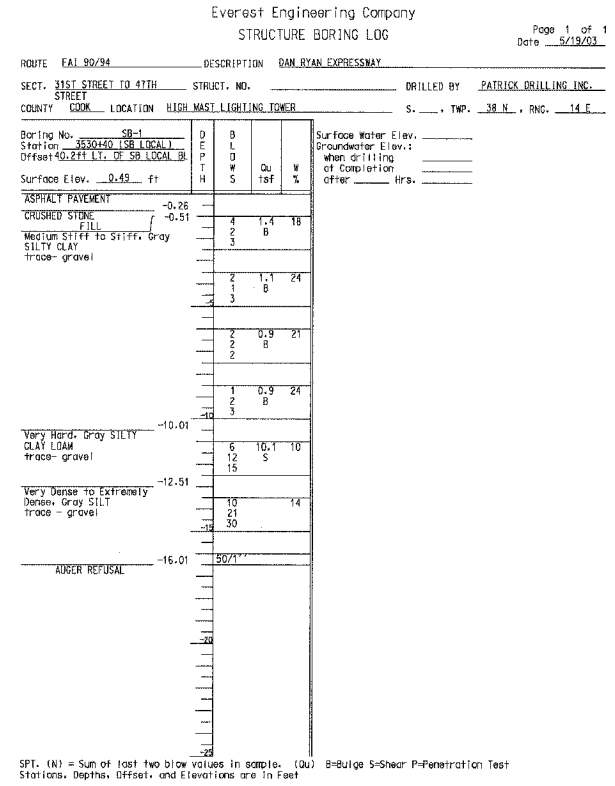 Everest Engineering Company
STRUCTURE BORING LOG
Page 1 of 1
Date 5/19/03
ROUTE FAI 90/94 DESCRIPTION DAN RYAN EXPRESSWAY
SECT. 31ST STREET TO 47TH STREET STRUCT. NO. DRILLED BY PATRICK DRILLING INC.
COUNTY COOK LOCATION HIGH MAST LIGHTING TOWER S. , TWP. 38 N , RNG. 14 E
Boring No. SB-1
Station 3530+40 (SB LOCAL)
Offset 40.2ft LT. OF SB LOCAL BL
Surface Elev. 0.49 ft
DEPTH
BLOWS
Qu tsf
W %
Surface Water Elev.
Groundwater Elev.:
when drilling
at Completion
after Hrs.
ASPHALT PAVEMENT -0.26
CRUSHED STONE FILL -0.51
4 1.4 18
2 B
3
Medium Stiff to Stiff, Gray
SILTY CLAY
trace- gravel
2 1.1 24
1 B
3
-5
2 0.9 21
2 B
2
1 0.9 24
2 B
3
-10
-10.01
Very Hard, Gray SILTY
CLAY LOAM
trace- gravel
6 10.1 10
12 S
15
-12.51
Very Dense to Extremely
Dense, Gray SILT
trace - gravel
10 14
21
30
-15
-16.01 50/1''
AUGER REFUSAL
-20
-25
SPT. (N) = Sum of last two blow values in sample. (Qu) B=Bulge S=Shear P=Penetration Test
Stations, Depths, Offset, and Elevations are in Feet